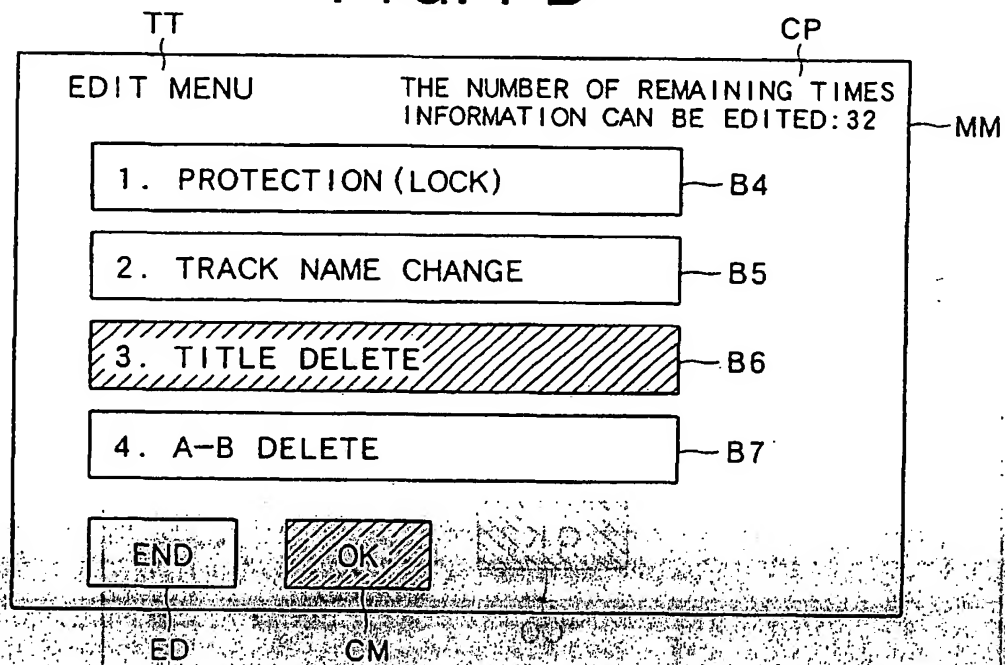 TT
CP
EDIT MENU
THE NUMBER OF REMAINING TIMES
INFORMATION CAN BE EDITED:32
MM
1. PROTECTION(LOCK)
B4
2. TRACK NAME CHANGE
B5
3. TITLE DELETE
B6
4. A-B DELETE
B7
END
OK
ED
CM